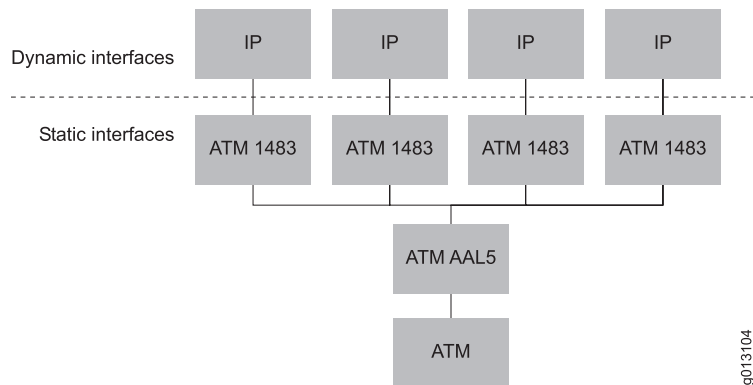 IP IP IP IP
Dynamic interfaces
Static interfaces
ATM 1483 ATM 1483 ATM 1483 ATM 1483
ATM AAL5
ATM
g013104